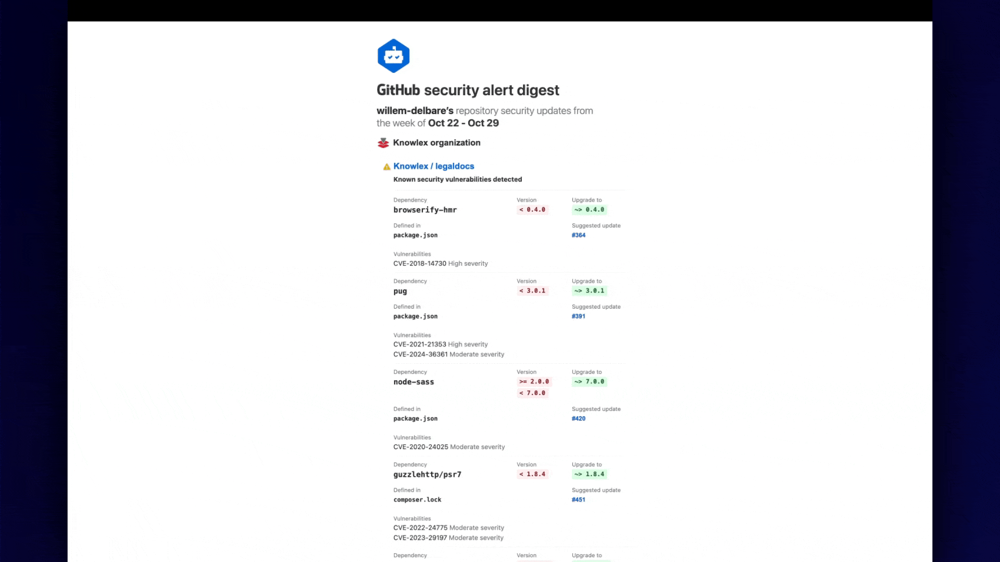 GitHub security alert digest
willem-delbare's repository security updates from
the week of Oct 22 - Oct 29
Knowlex organization
Knowlex / legaldocs
Known security vulnerabilities detected
Dependency Version Upgrade to
browserify-hmr < 0.4.0 ~> 0.4.0
Defined in Suggested update
package.json #364
Vulnerabilities
CVE-2018-14730 High severity
Dependency Version Upgrade to
pug < 3.0.1 ~> 3.0.1
Defined in Suggested update
package.json #391
Vulnerabilities
CVE-2021-21353 High severity
CVE-2024-36361 Moderate severity
Dependency Version Upgrade to
node-sass >= 2.0.0 ~> 7.0.0
< 7.0.0
Defined in Suggested update
package.json #420
Vulnerabilities
CVE-2020-24025 Moderate severity
Dependency Version Upgrade to
guzzlehttp/psr7 < 1.8.4 ~> 1.8.4
Defined in Suggested update
composer.lock #451
Vulnerabilities
CVE-2022-24775 Moderate severity
CVE-2023-29197 Moderate severity
Dependency Version Upgrade to